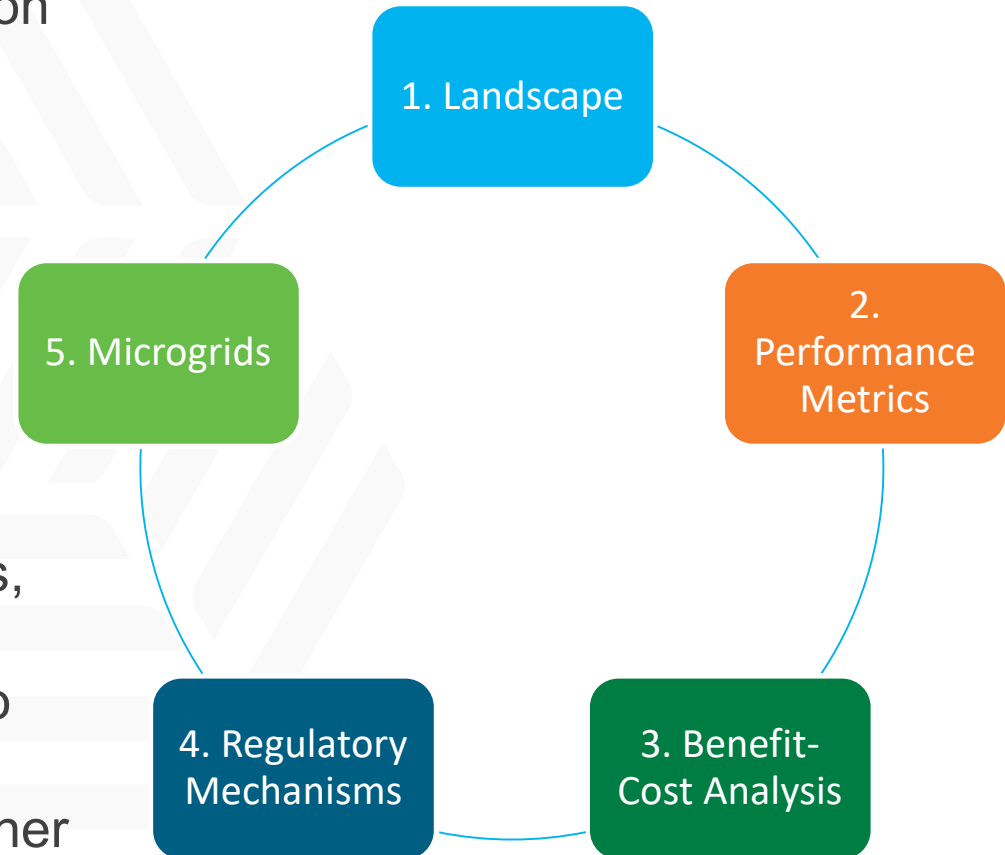 1. Landscape
2.
Performance
Metrics
3. Benefit-
Cost Analysis
4. Regulatory
Mechanisms
5. Microgrids